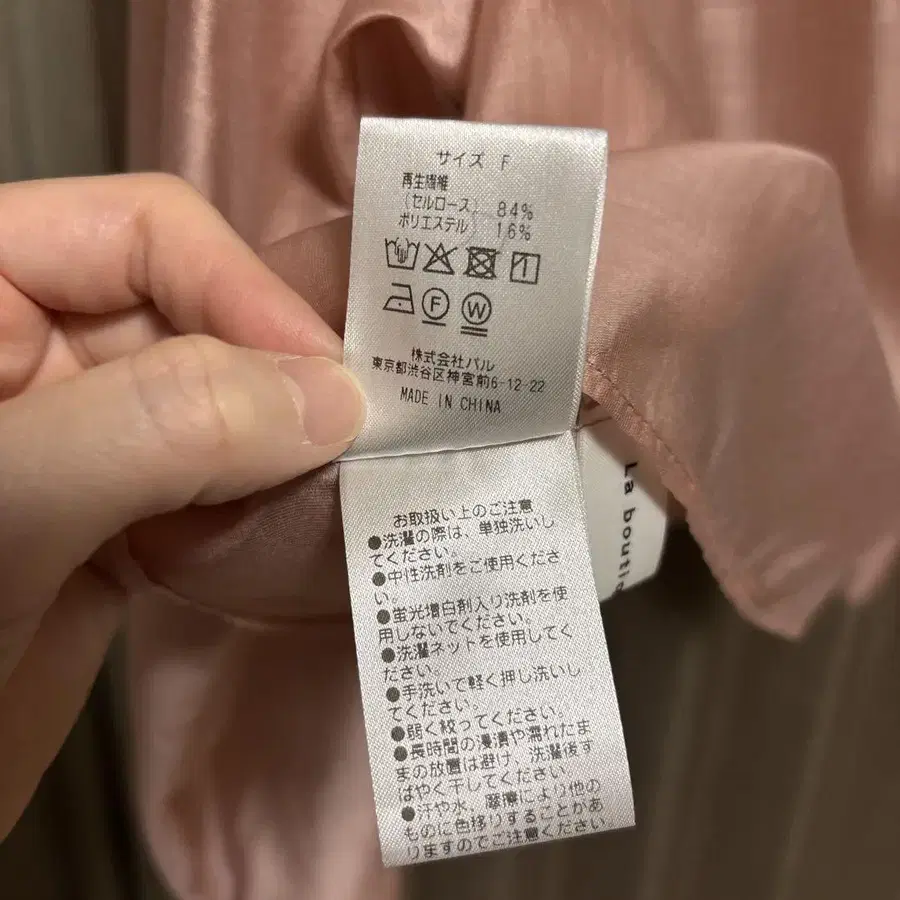 サイズ F
再生繊維
(セルロース) 84%
ポリエステル 16%
F W
株式会社パル
東京都渋谷区神宮前6-12-22
MADE IN CHINA
お取扱い上のご注意
●洗濯の際は、単独洗いし
てください。
●中性洗剤をご使用くださ
い。
●蛍光増白剤入り洗剤を使
用しないでください。
●洗濯ネットを使用してく
ださい。
●手洗いで軽く押し洗いし
てください。
●弱く絞ってください。
●長時間の浸漬や濡れたま
まの放置は避け、洗濯後す
ばやく干してください。
●汗や水、摩擦により他の
ものに色移りすることがあ
りますのでご注意ください
La